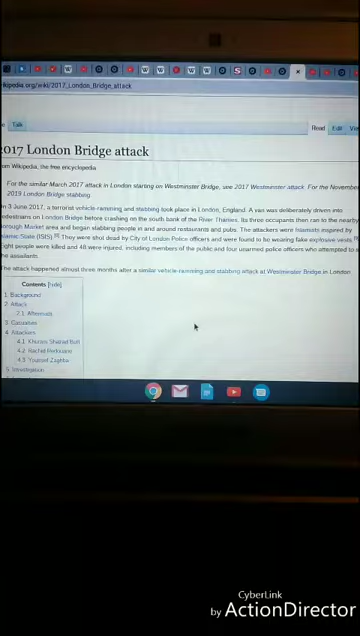 kipedia.org/wiki/2017_London_Bridge_attack
Talk
Read Edit Vie
2017 London Bridge attack
om Wikipedia, the free encyclopedia
For the similar March 2017 attack in London starting on Westminster Bridge, see 2017 Westminster attack. For the November
2019 London Bridge stabbing
n 3 June 2017, a terrorist vehicle-ramming and stabbing took place in London, England. A van was deliberately driven into
pedestrians on London Bridge before crashing on the south bank of the River Thames. Its three occupants then ran to the nearby
orough Market area and began stabbing people in and around restaurants and pubs. The attackers were Islamists inspired by
slamic State (ISIS). They were shot dead by City of London Police officers and were found to be wearing fake explosive vests.
Eight people were killed and 48 were injured, including members of the public and four unarmed police officers who attempted to s
he assailants.
The attack happened almost three months after a similar vehicle-ramming and stabbing attack at Westminster Bridge in London
Contents [hide]
1 Background
2 Attack
2.1 Aftermath
3 Casualties
4 Attackers
4.1 Khuram Shazad Butt
4.2 Rachid Redouane
4.3 Youssef Zaghba
5 Investigation
CyberLink
by ActionDirector